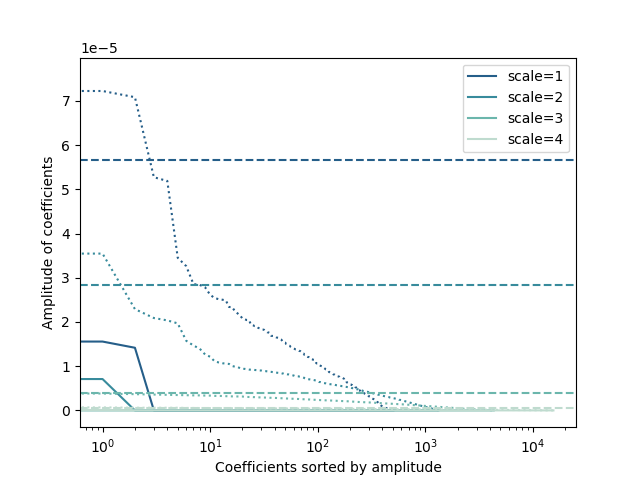 1e−5
7
6
5
4
3
2
1
0
Amplitude of coefficients
scale=1
scale=2
scale=3
scale=4
10^0 10^1 10^2 10^3 10^4
Coefficients sorted by amplitude